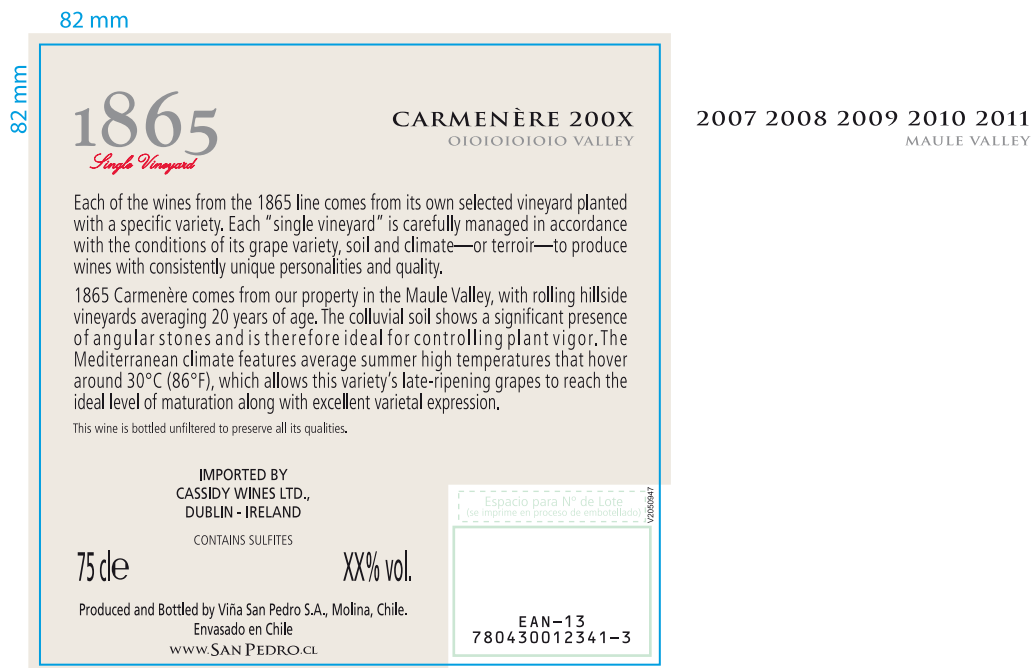 82 mm
82 mm
1865
Single Vineyard
CARMENÈRE 200X
OIOIOIOIOIO VALLEY
2007 2008 2009 2010 2011
MAULE VALLEY
Each of the wines from the 1865 line comes from its own selected vineyard planted
with a specific variety. Each “single vineyard” is carefully managed in accordance
with the conditions of its grape variety, soil and climate—or terroir—to produce
wines with consistently unique personalities and quality.
1865 Carmenère comes from our property in the Maule Valley, with rolling hillside
vineyards averaging 20 years of age. The colluvial soil shows a significant presence
of angular stones and is therefore ideal for controlling plant vigor. The
Mediterranean climate features average summer high temperatures that hover
around 30°C (86°F), which allows this variety’s late-ripening grapes to reach the
ideal level of maturation along with excellent varietal expression.
This wine is bottled unfiltered to preserve all its qualities.
IMPORTED BY
CASSIDY WINES LTD.,
DUBLIN - IRELAND
CONTAINS SULFITES
75 cl e
XX% vol.
Produced and Bottled by Viña San Pedro S.A., Molina, Chile.
Envasado en Chile
WWW.SAN PEDRO.CL
Espacio para Nº de Lote
(se imprime en proceso de embotellado)
V2050947
EAN-13
780430012341-3